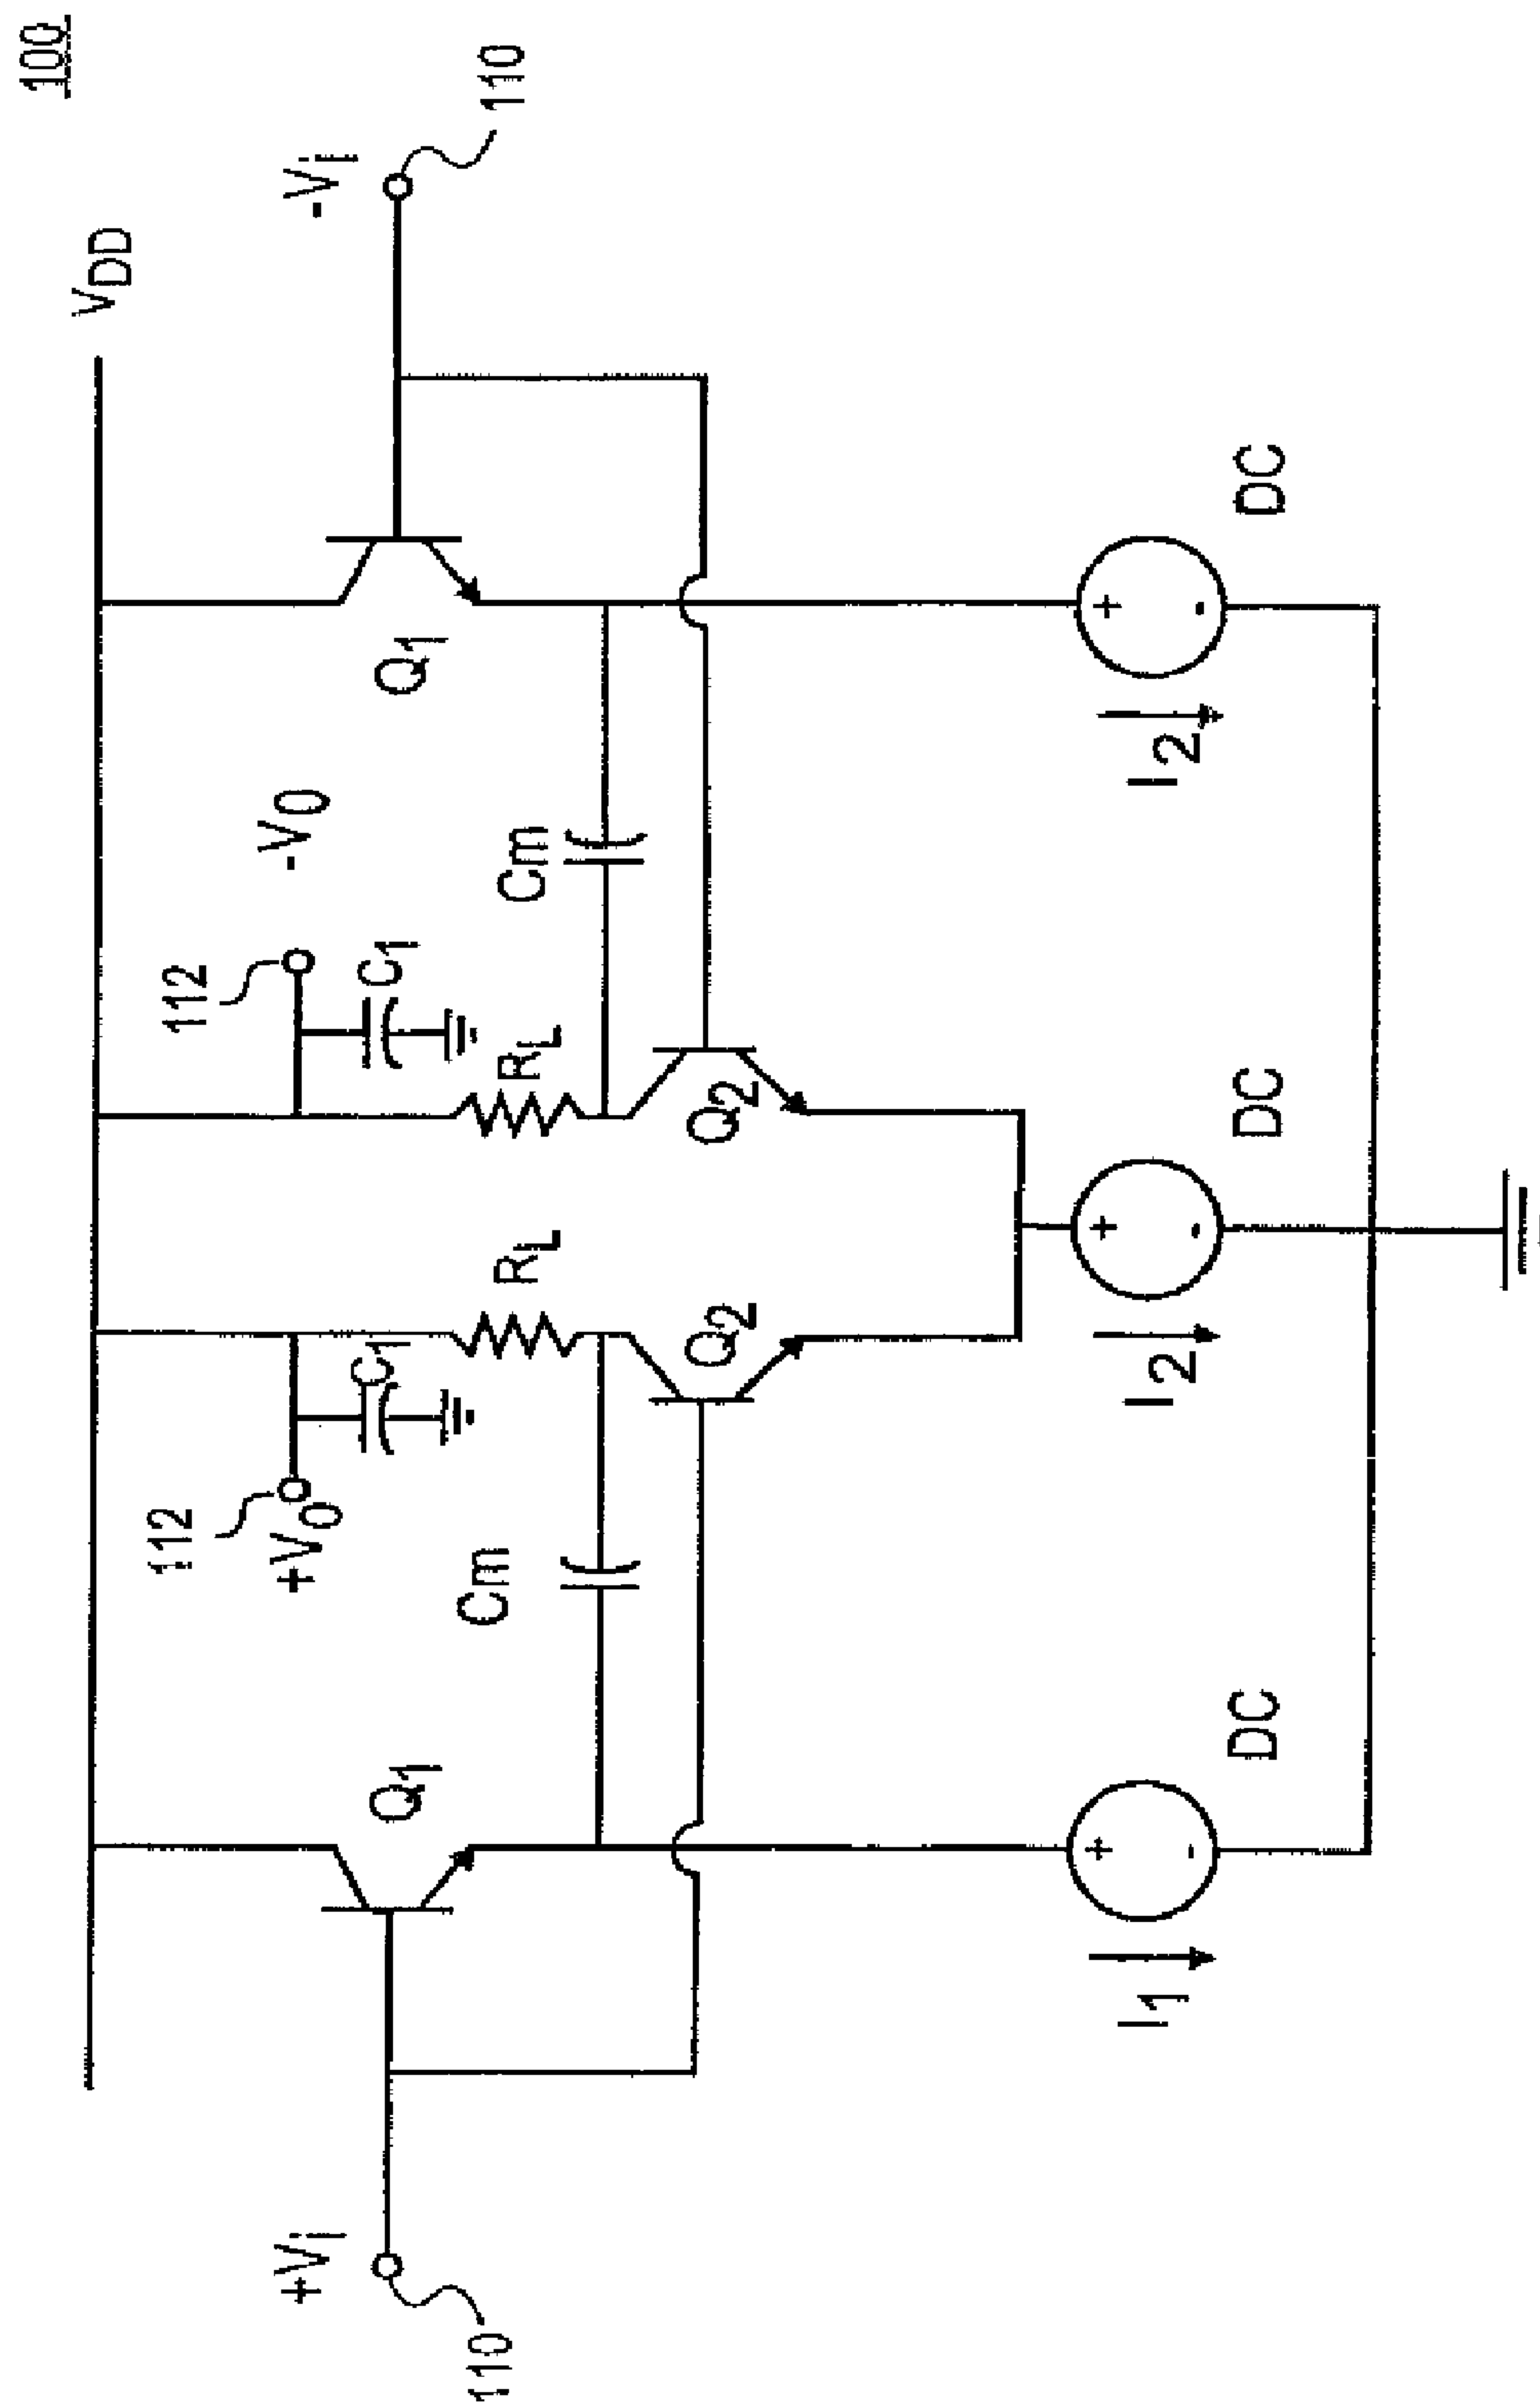 100
VDD
+Vi
-Vi
110
110
112
+V0
112
-V0
C1
C1
Q1
RL
RL
Q1
Cm
Cm
Q2
Q2
I1
DC
I2
DC
I2
DC
+
-
+
-
+
-